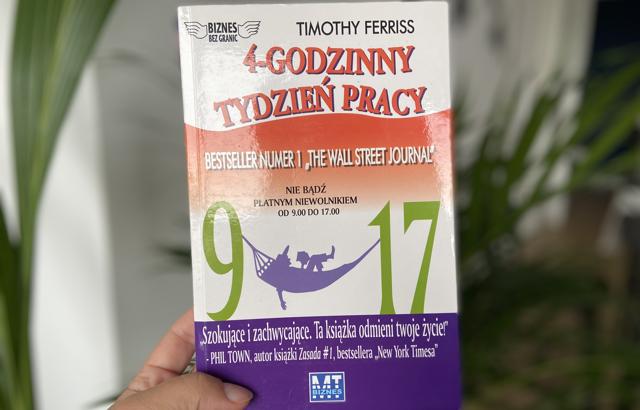 BIZNES
BEZ GRANIC
TIMOTHY FERRISS
4-GODZINNY
TYDZIEŃ PRACY
BESTSELLER NUMER 1 „THE WALL STREET JOURNAL”
NIE BĄDŹ
PŁATNYM NIEWOLNIKIEM
OD 9.00 DO 17.00
9 17
„Szokujące i zachwycające. Ta książka odmieni twoje życie!”
- PHIL TOWN, autor książki Zasada #1, bestsellera „New York Timesa”
MT
BIZNES